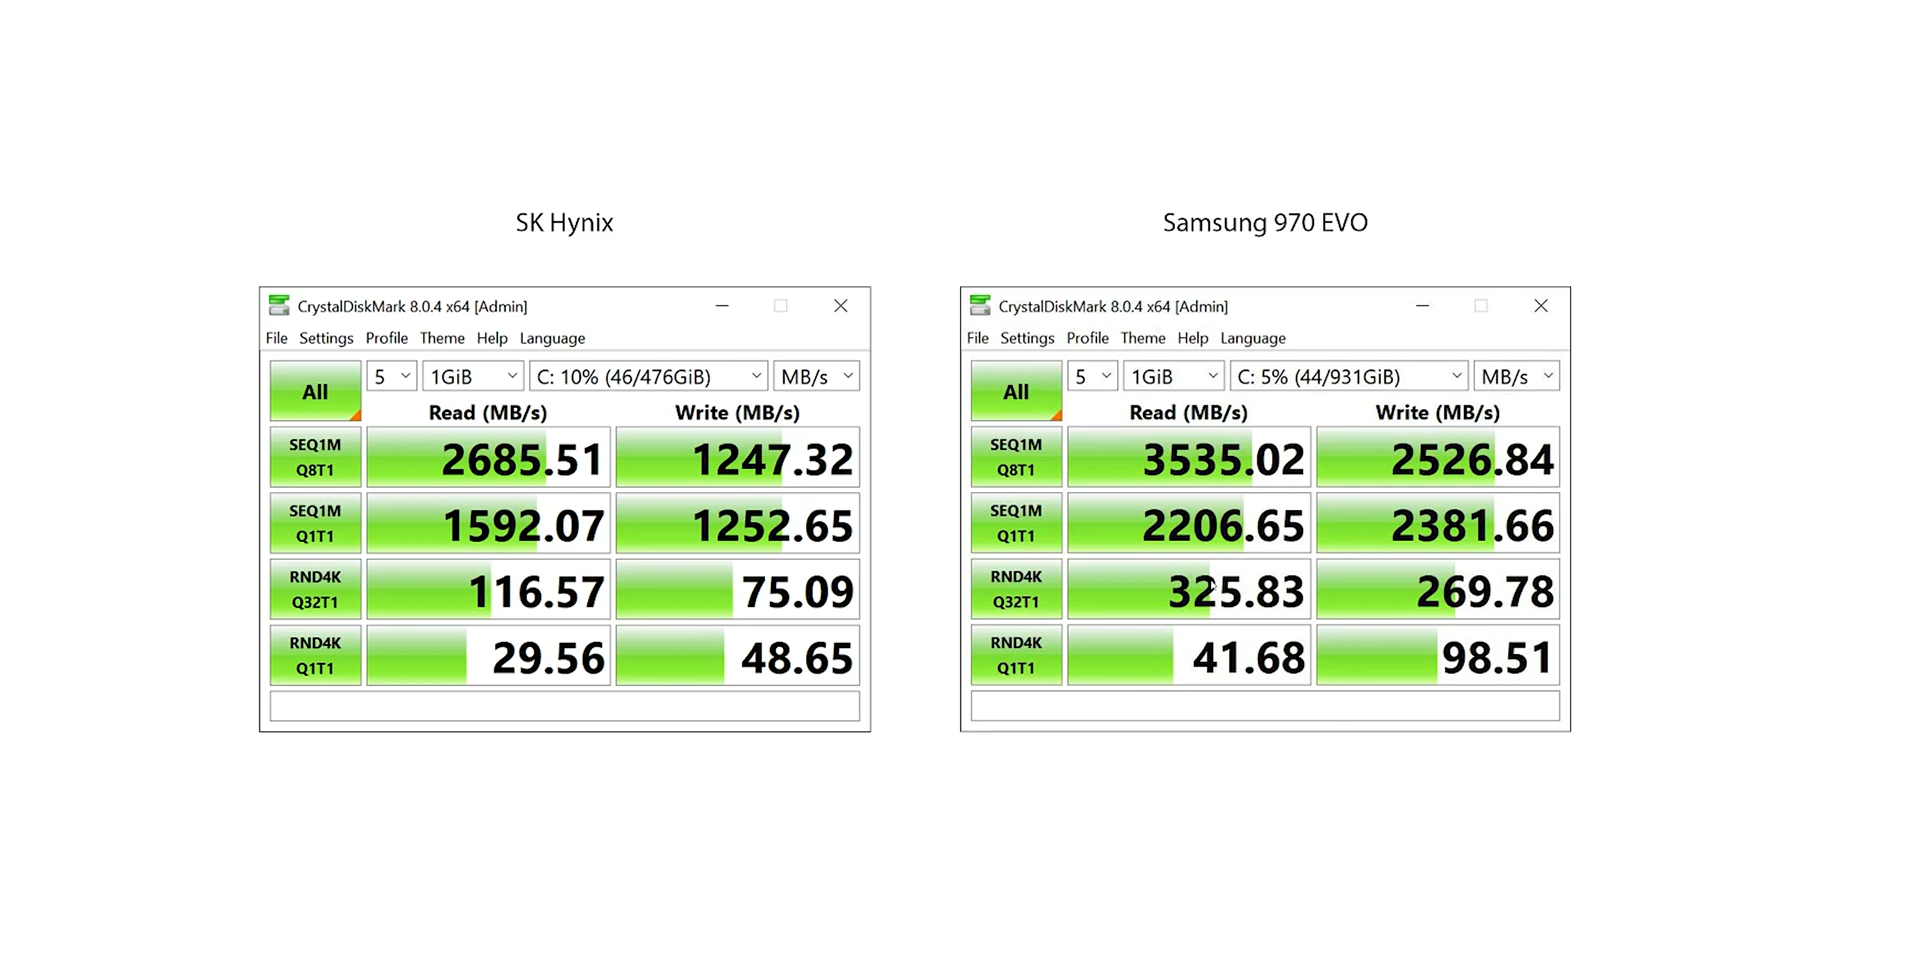 SK Hynix
CrystalDiskMark 8.0.4 x64 [Admin]
File Settings Profile Theme Help Language
All
5
1GiB
C: 10% (46/476GiB)
MB/s
Read (MB/s) Write (MB/s)
SEQ1M
Q8T1
2685.51 1247.32
SEQ1M
Q1T1
1592.07 1252.65
RND4K
Q32T1
116.57 75.09
RND4K
Q1T1
29.56 48.65
Samsung 970 EVO
CrystalDiskMark 8.0.4 x64 [Admin]
File Settings Profile Theme Help Language
All
5
1GiB
C: 5% (44/931GiB)
MB/s
Read (MB/s) Write (MB/s)
SEQ1M
Q8T1
3535.02 2526.84
SEQ1M
Q1T1
2206.65 2381.66
RND4K
Q32T1
325.83 269.78
RND4K
Q1T1
41.68 98.51